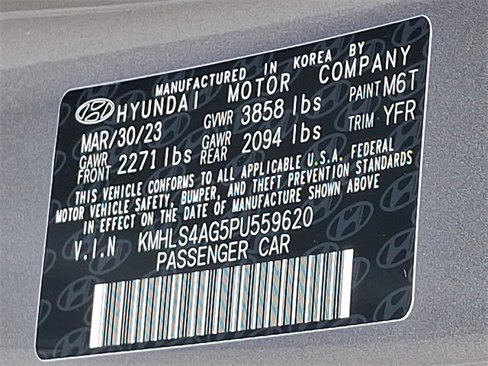 MANUFACTURED IN KOREA BY
HYUNDAI MOTOR COMPANY
MAR/30/23 GVWR 3858 lbs PAINT M6T
GAWR FRONT 2271 lbs GAWR REAR 2094 lbs TRIM YFR
THIS VEHICLE CONFORMS TO ALL APPLICABLE U.S.A. FEDERAL
MOTOR VEHICLE SAFETY, BUMPER, AND THEFT PREVENTION STANDARDS
IN EFFECT ON THE DATE OF MANUFACTURE SHOWN ABOVE.
V.I.N KMHLS4AG5PU559620
PASSENGER CAR